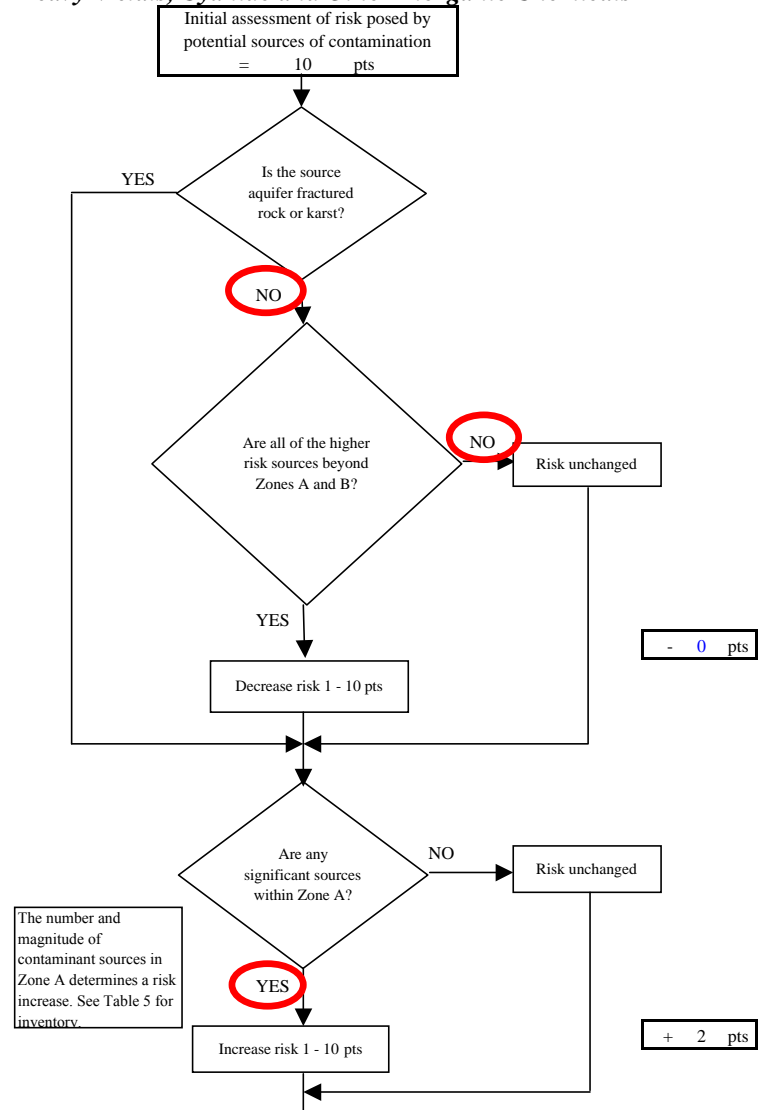 Initial assessment of risk posed by
potential sources of contamination
= 10 pts
Is the source
aquifer fractured
rock or karst?
YES
NO
Are all of the higher
risk sources beyond
Zones A and B?
NO
Risk unchanged
YES
- 0 pts
Decrease risk 1 - 10 pts
Are any
significant sources
within Zone A?
NO
Risk unchanged
The number and
magnitude of
contaminant sources in
Zone A determines a risk
increase. See Table 5 for
inventory.
YES
Increase risk 1 - 10 pts
+ 2 pts